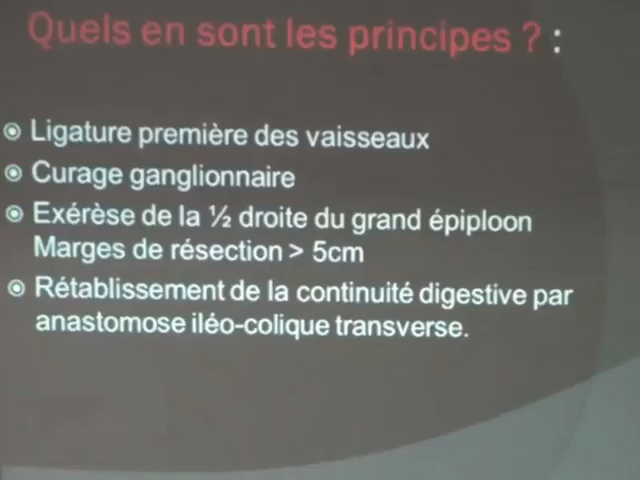 Quels en sont les principes ? :
Ligature première des vaisseaux
Curage ganglionnaire
Exérèse de la ½ droite du grand épiploon
Marges de résection > 5cm
Rétablissement de la continuité digestive par
anastomose iléo-colique transverse.